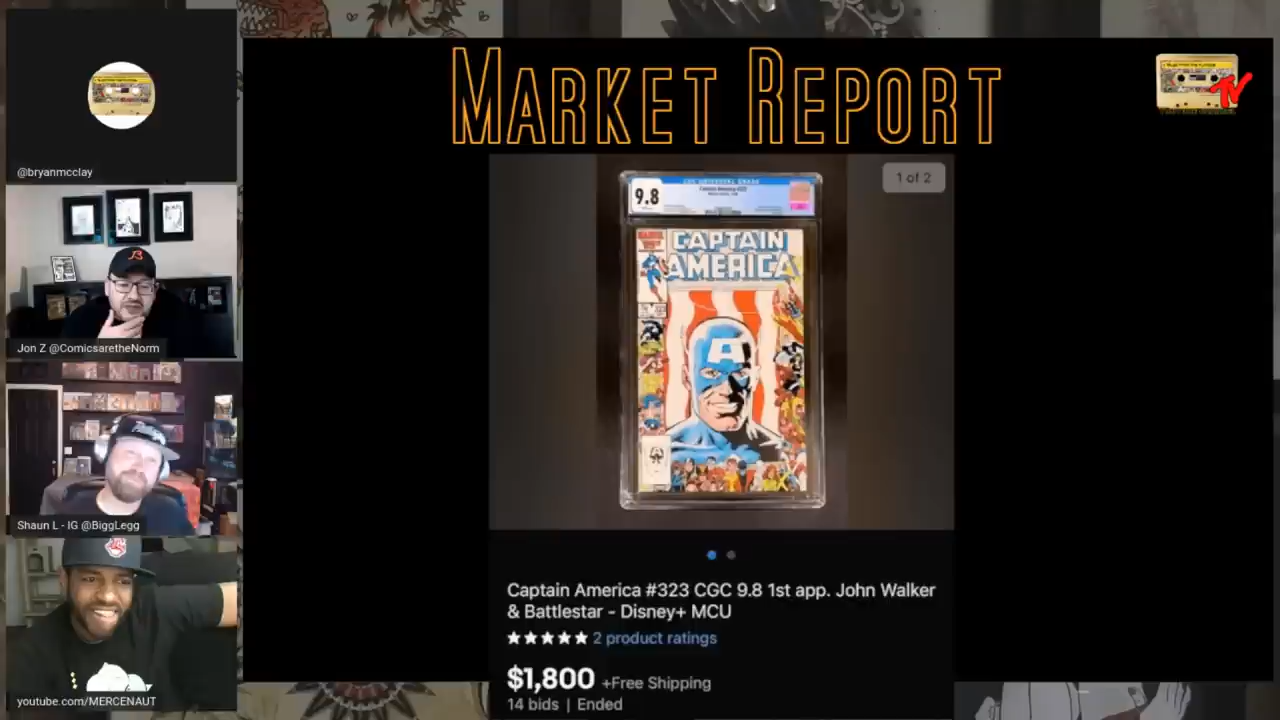 MARKET REPORT
TV
1 of 2
@bryanmcclay
9.8
CAPTAIN
AMERICA
A
Jon Z @ComicsaretheNorm
Shaun L - IG @BiggLegg
Captain America #323 CGC 9.8 1st app. John Walker
& Battlestar - Disney+ MCU
2 product ratings
$1,800 +Free Shipping
14 bids | Ended
youtube.com/MERCENAUT